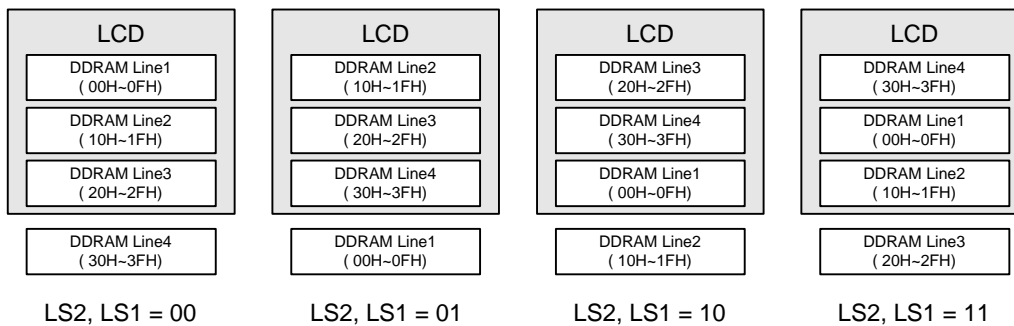 LCD
DDRAM Line1
( 00H~0FH)
DDRAM Line2
( 10H~1FH)
DDRAM Line3
( 20H~2FH)
DDRAM Line4
( 30H~3FH)
LS2, LS1 = 00
LCD
DDRAM Line2
( 10H~1FH)
DDRAM Line3
( 20H~2FH)
DDRAM Line4
( 30H~3FH)
DDRAM Line1
( 00H~0FH)
LS2, LS1 = 01
LCD
DDRAM Line3
( 20H~2FH)
DDRAM Line4
( 30H~3FH)
DDRAM Line1
( 00H~0FH)
DDRAM Line2
( 10H~1FH)
LS2, LS1 = 10
LCD
DDRAM Line4
( 30H~3FH)
DDRAM Line1
( 00H~0FH)
DDRAM Line2
( 10H~1FH)
DDRAM Line3
( 20H~2FH)
LS2, LS1 = 11